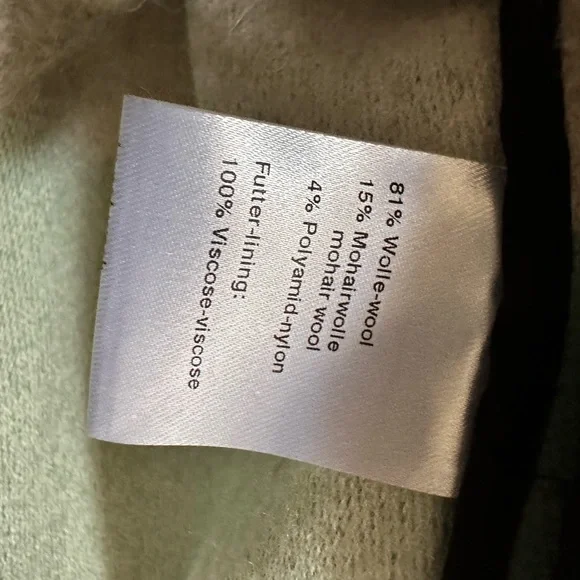 81% Wolle-wool
15% Mohairwolle
mohair wool
4% Polyamid-nylon
Futter-lining:
100% Viscose-viscose